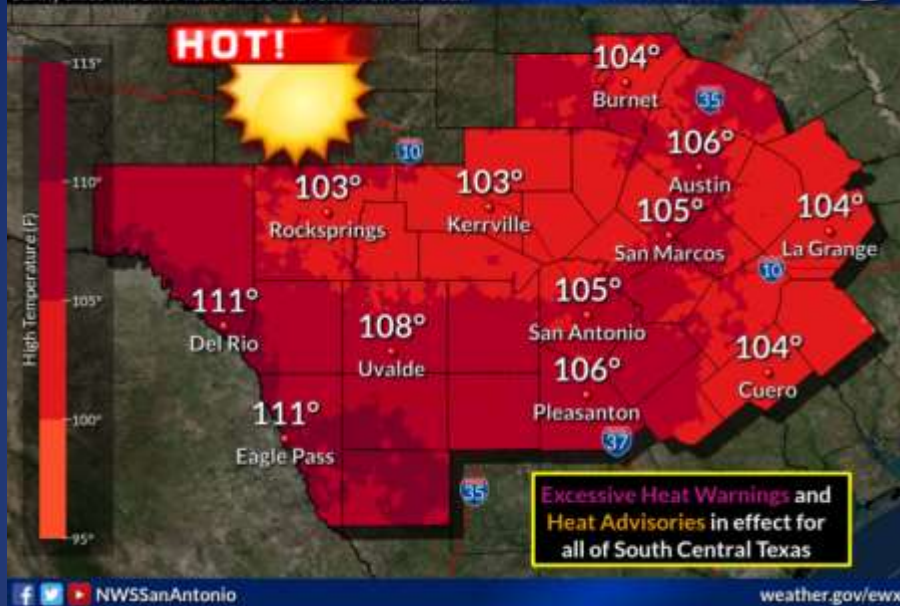 HOT!
115°
110°
105°
100°
95°
High Temperature (F)
104°
Burnet
35
106°
Austin
10
103°
Rocksprings
103°
Kerrville
105°
San Marcos
104°
La Grange
10
111°
Del Rio
108°
Uvalde
105°
San Antonio
104°
Cuero
106°
Pleasanton
111°
Eagle Pass
37
35
Excessive Heat Warnings and
Heat Advisories in effect for
all of South Central Texas
NWSSanAntonio
weather.gov/ewx